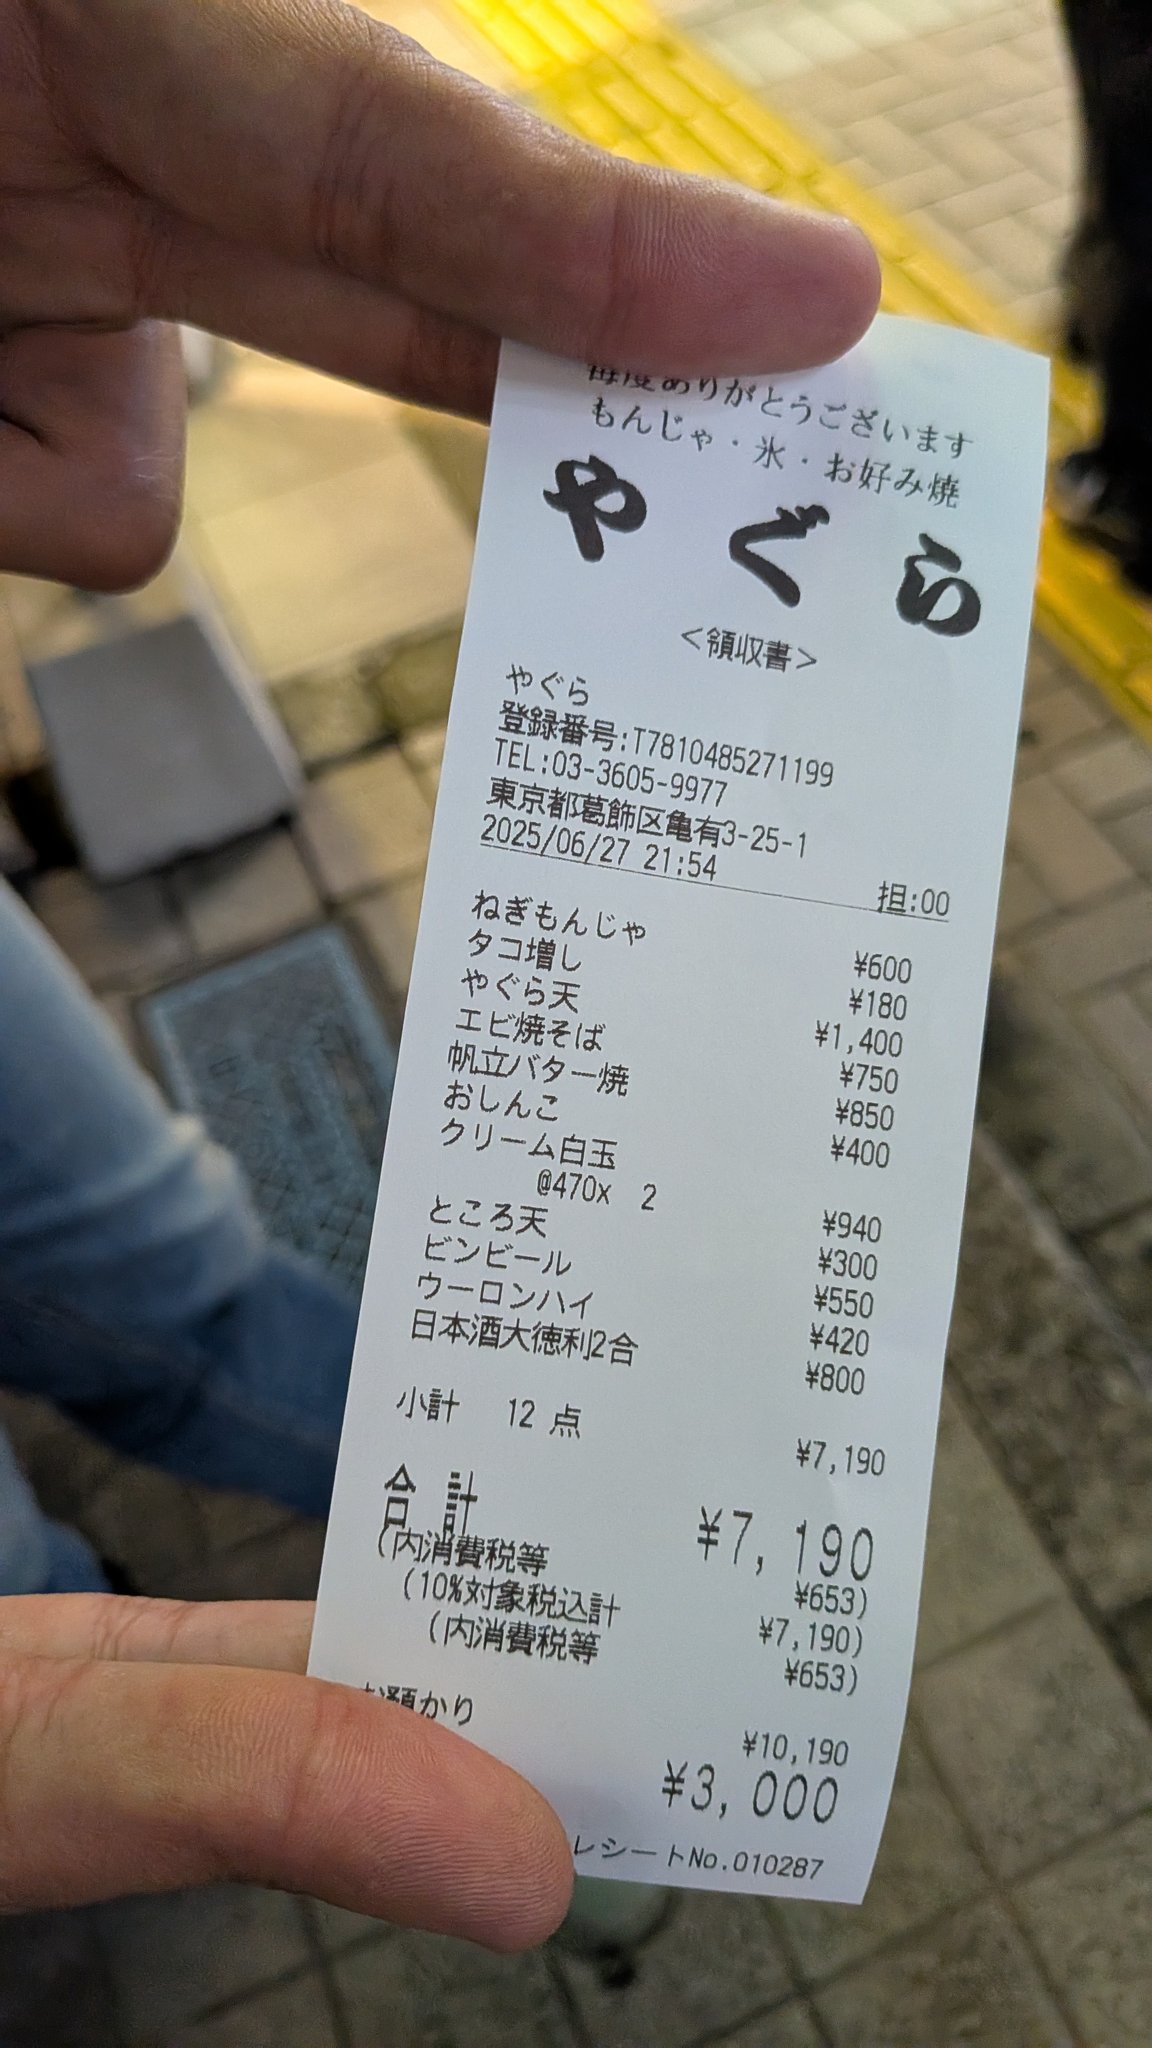 毎度ありがとうございます
もんじゃ・氷・お好み焼
やぐら
<領収書>
やぐら
登録番号:T7810485271199
TEL:03-3605-9977
東京都葛飾区亀有3-25-1
2025/06/27 21:54 担:00
ねぎもんじゃ ¥600
タコ増し ¥180
やぐら天 ¥1,400
エビ焼そば ¥750
帆立バター焼 ¥850
おしんこ ¥400
クリーム白玉
@470x 2 ¥940
ところ天 ¥300
ビンビール ¥550
ウーロンハイ ¥420
日本酒大徳利2合 ¥800
小計 12 点 ¥7,190
合計 ¥7,190
(内消費税等 ¥653)
(10%対象税込計 ¥7,190)
(内消費税等 ¥653)
かり ¥10,190
¥3,000
レシートNo.010287